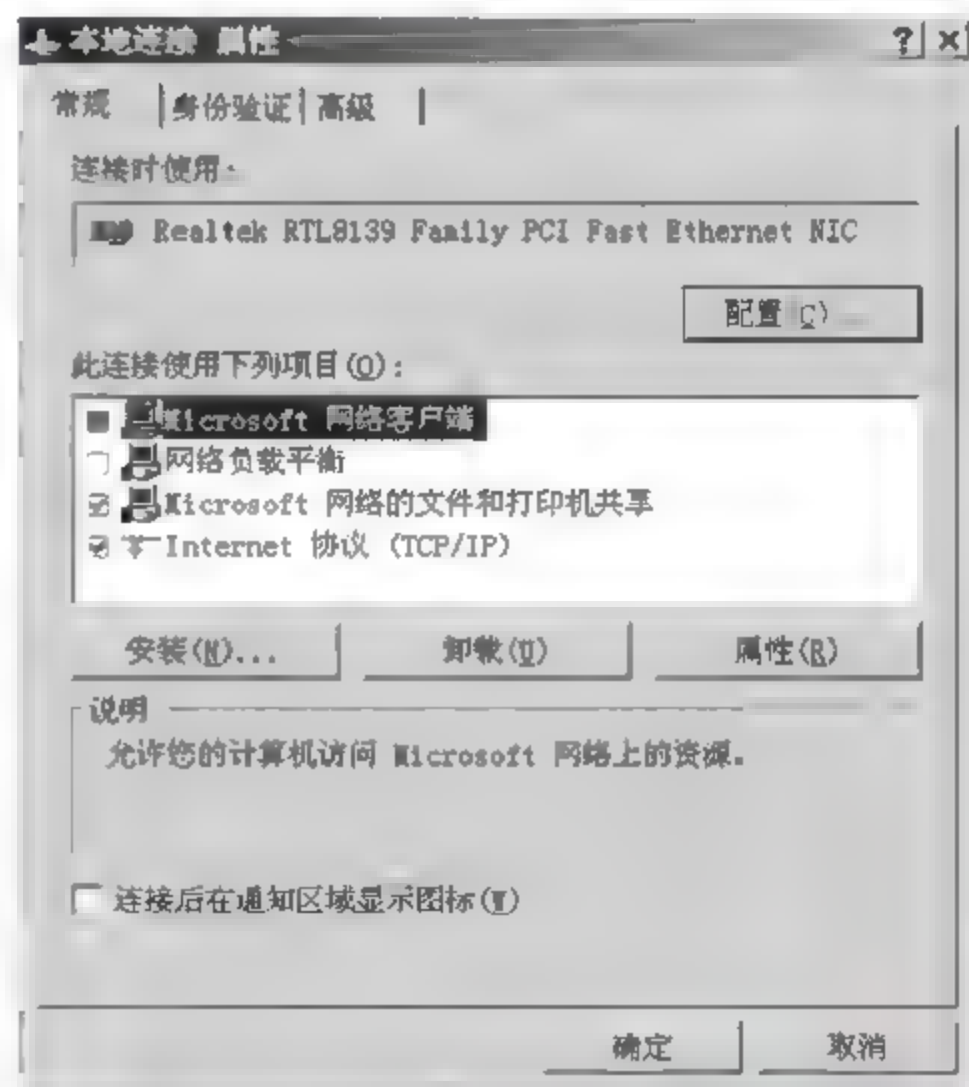 本地连接 属性
常规 身份验证 高级
连接时使用:
Realtek RTL8139 Family PCI Fast Ethernet NIC
配置(C)...
此连接使用下列项目(O):
Microsoft 网络客户端
网络负载平衡
Microsoft 网络的文件和打印机共享
Internet 协议 (TCP/IP)
安装(N)... 卸载(U) 属性(R)
说明
允许您的计算机访问 Microsoft 网络上的资源。
连接后在通知区域显示图标(W)
确定 取消